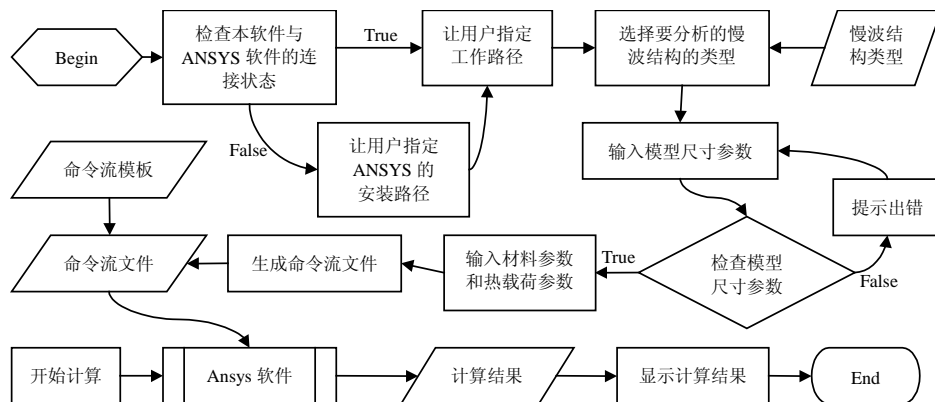 Begin
检查本软件与
ANSYS 软件的连
接状态
True
让用户指定
工作路径
选择要分析的慢
波结构的类型
慢波结
构类型
False
让用户指定
ANSYS 的
安装路径
输入模型尺寸参数
命令流模板
提示出错
命令流文件
生成命令流文件
输入材料参数
和热载荷参数
True
检查模型
尺寸参数
False
开始计算
Ansys 软件
计算结果
显示计算结果
End